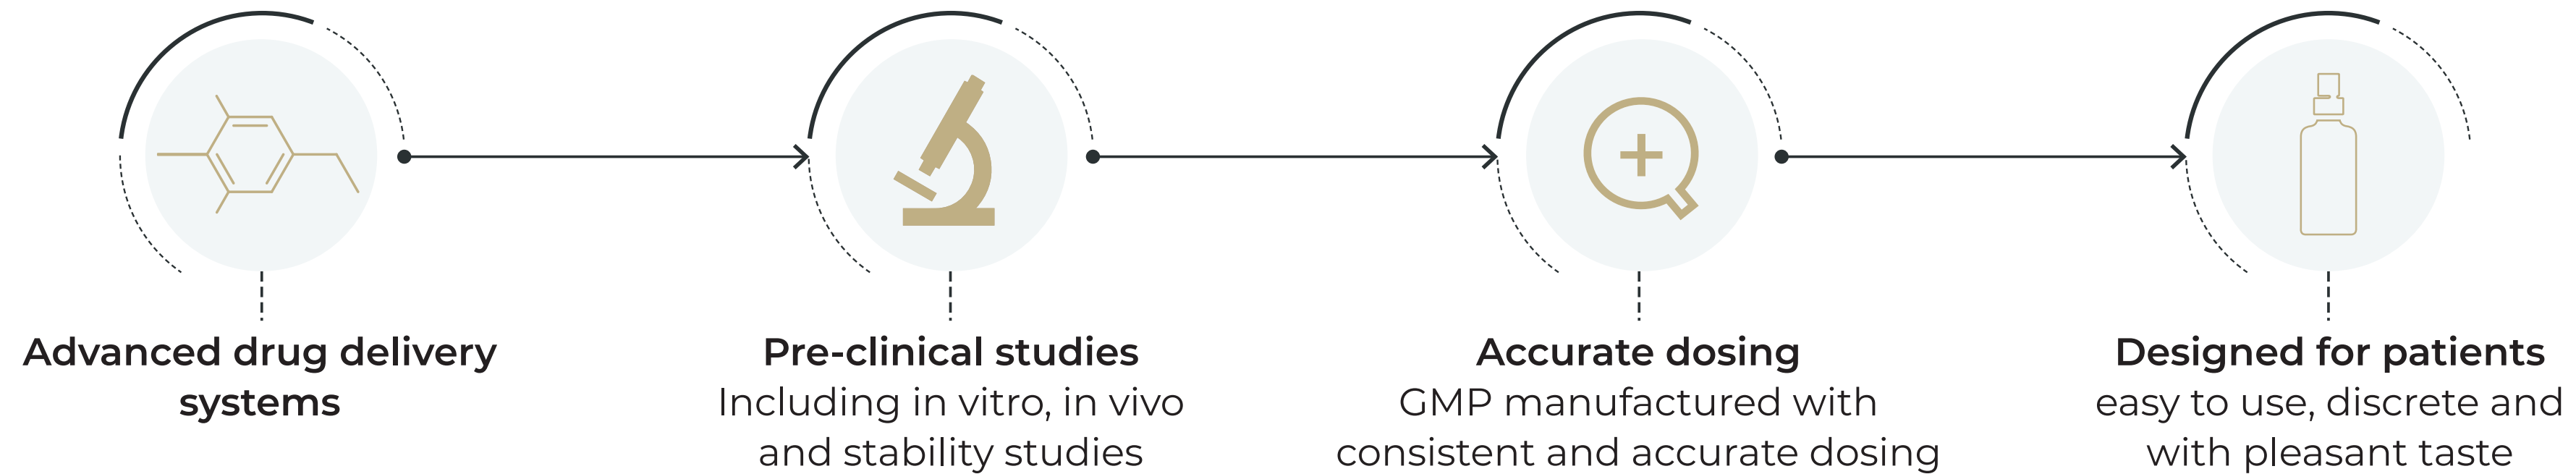 Advanced drug delivery
systems
Pre-clinical studies
Including in vitro, in vivo
and stability studies
Accurate dosing
GMP manufactured with
consistent and accurate dosing
Designed for patients
easy to use, discrete and
with pleasant taste